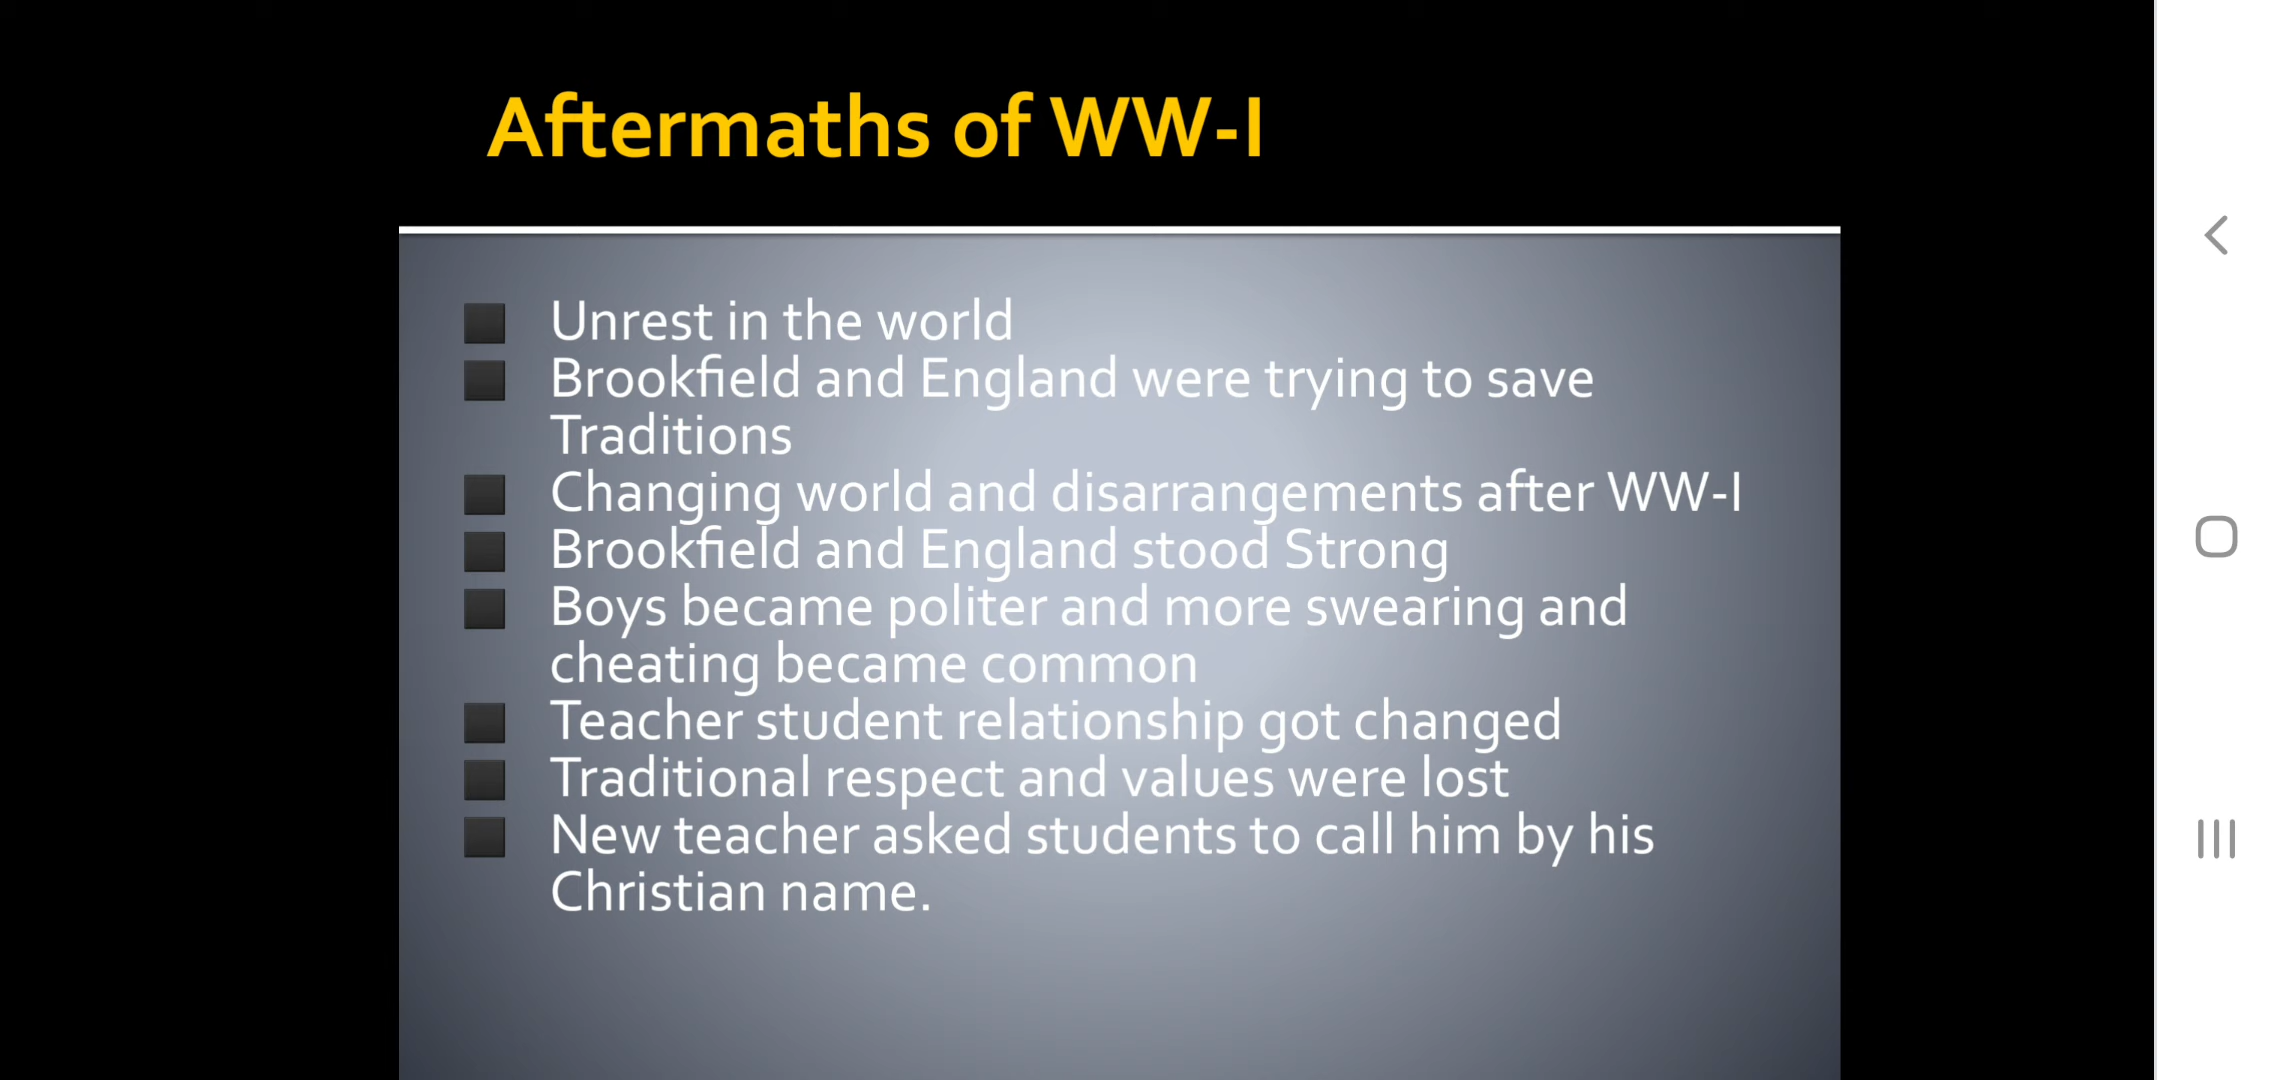 Aftermaths of WW-I
Unrest in the world
Brookfield and England were trying to save
Traditions
Changing world and disarrangements after WW-I
Brookfield and England stood Strong
Boys became politer and more swearing and
cheating became common
Teacher student relationship got changed
Traditional respect and values were lost
New teacher asked students to call him by his
Christian name.